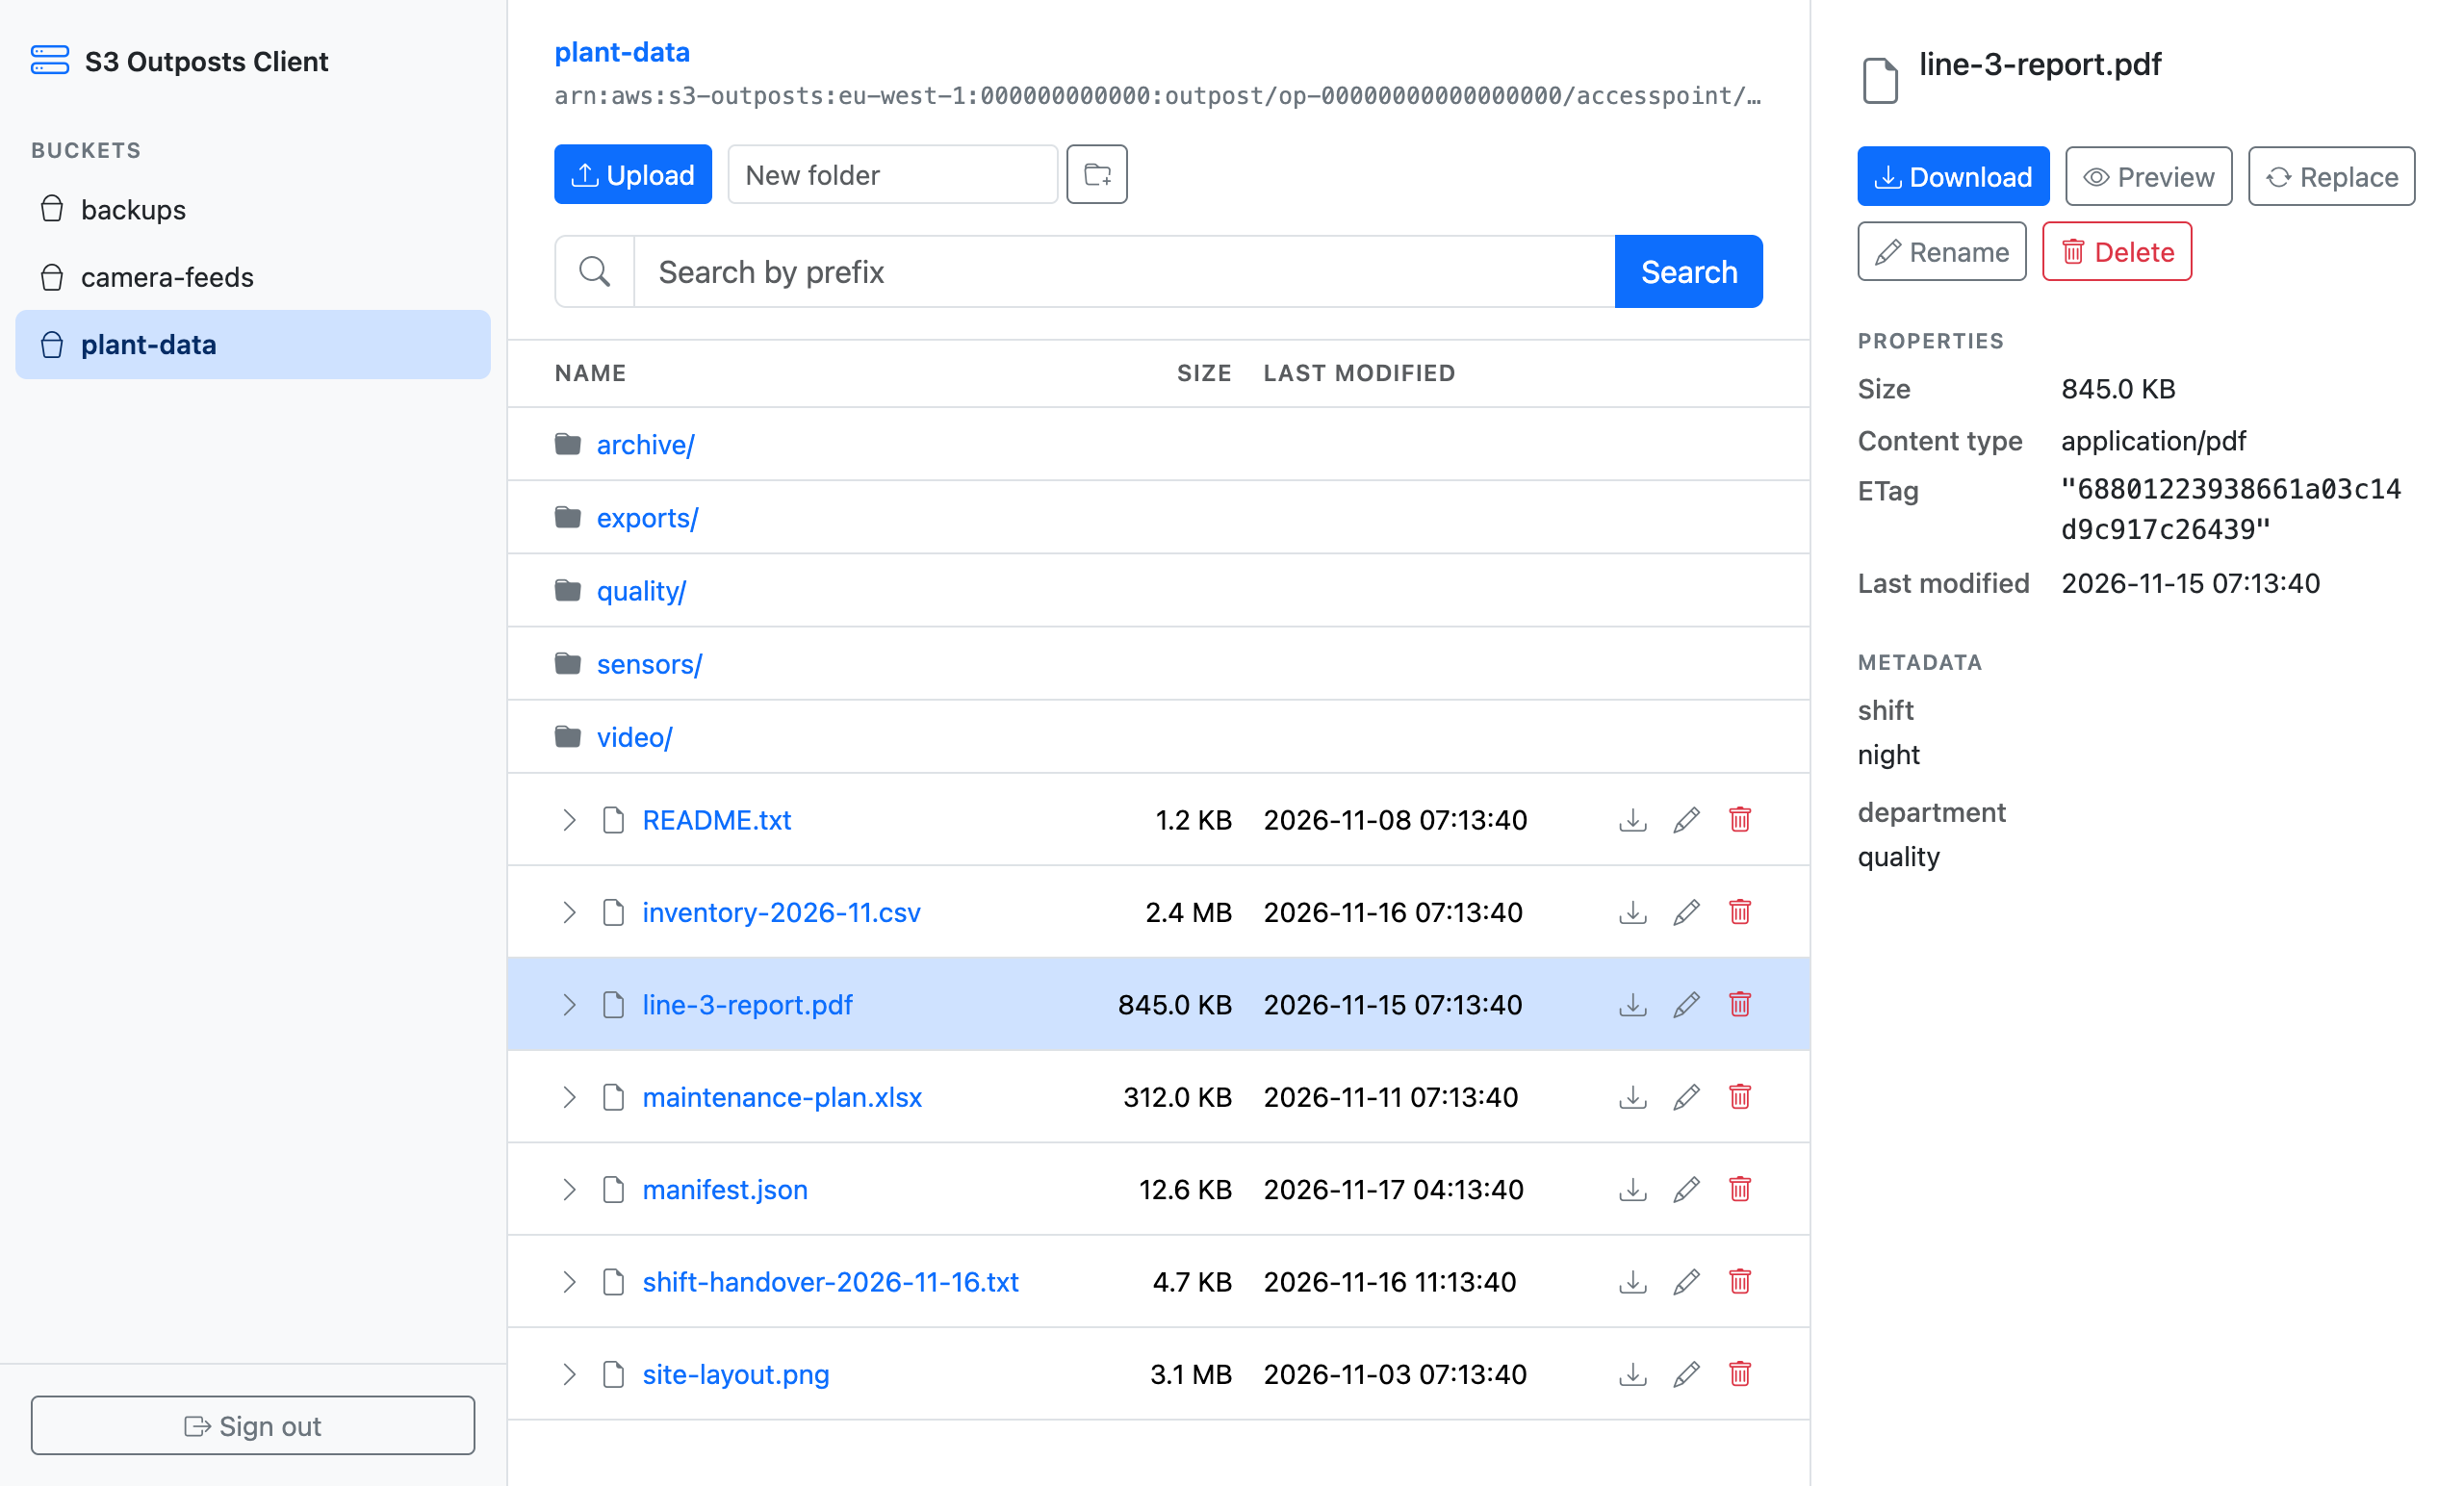 S3 Outposts Client
BUCKETS
backups
camera-feeds
plant-data
Sign out
plant-data
arn:aws:s3-outposts:eu-west-1:000000000000:outpost/op-00000000000000000/accesspoint/…
Upload
New folder
Search by prefix
Search
NAME SIZE LAST MODIFIED
archive/
exports/
quality/
sensors/
video/
README.txt 1.2 KB 2026-11-08 07:13:40
inventory-2026-11.csv 2.4 MB 2026-11-16 07:13:40
line-3-report.pdf 845.0 KB 2026-11-15 07:13:40
maintenance-plan.xlsx 312.0 KB 2026-11-11 07:13:40
manifest.json 12.6 KB 2026-11-17 04:13:40
shift-handover-2026-11-16.txt 4.7 KB 2026-11-16 11:13:40
site-layout.png 3.1 MB 2026-11-03 07:13:40
line-3-report.pdf
Download Preview Replace
Rename Delete
PROPERTIES
Size 845.0 KB
Content type application/pdf
ETag "68801223938661a03c14
d9c917c26439"
Last modified 2026-11-15 07:13:40
METADATA
shift
night
department
quality